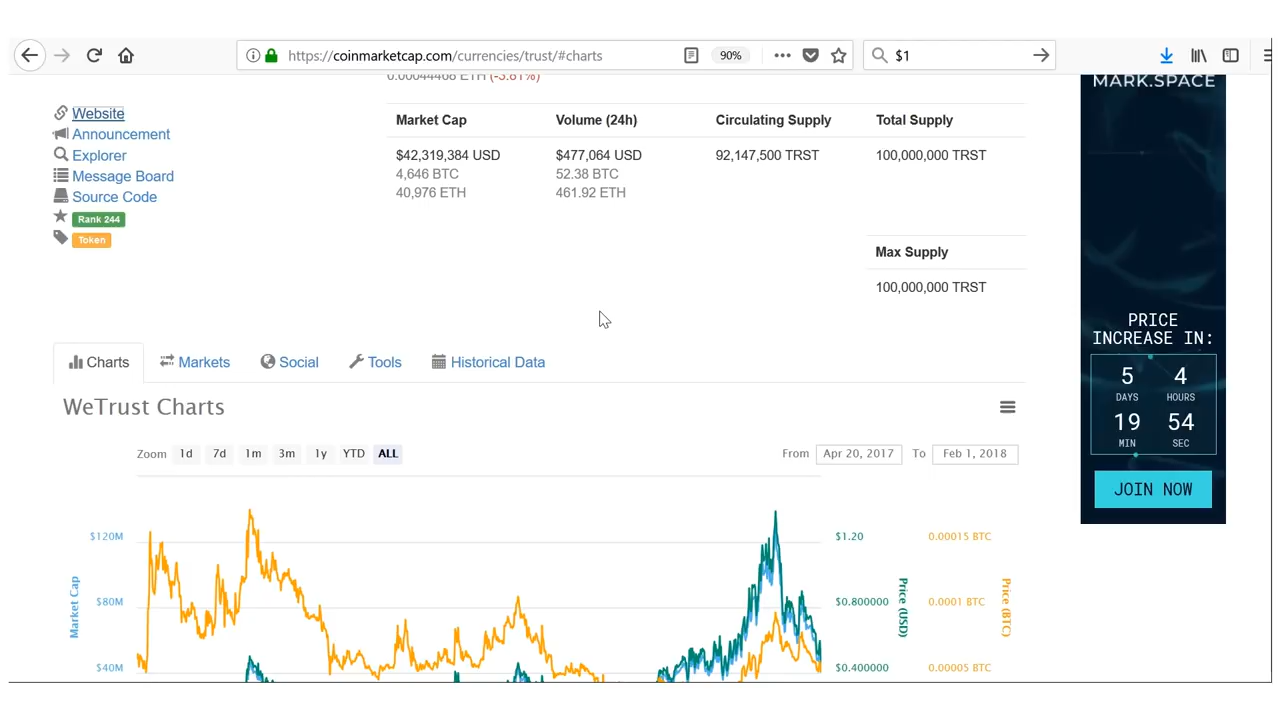 https://coinmarketcap.com/currencies/trust/#charts
90%
$1
0.00044468 ETH (-3.81%)
MARK.SPACE
Website
Announcement
Explorer
Message Board
Source Code
Rank 244
Token
Market Cap Volume (24h) Circulating Supply Total Supply
$42,319,384 USD $477,064 USD 92,147,500 TRST 100,000,000 TRST
4,646 BTC 52.38 BTC
40,976 ETH 461.92 ETH
Max Supply
100,000,000 TRST
PRICE
INCREASE IN:
5 4
DAYS HOURS
19 54
MIN SEC
JOIN NOW
Charts Markets Social Tools Historical Data
WeTrust Charts
Zoom 1d 7d 1m 3m 1y YTD ALL From Apr 20, 2017 To Feb 1, 2018
$120M $1.20 0.00015 BTC
$80M $0.800000 0.0001 BTC
$40M $0.400000 0.00005 BTC
Market Cap
Price (USD)
Price (BTC)